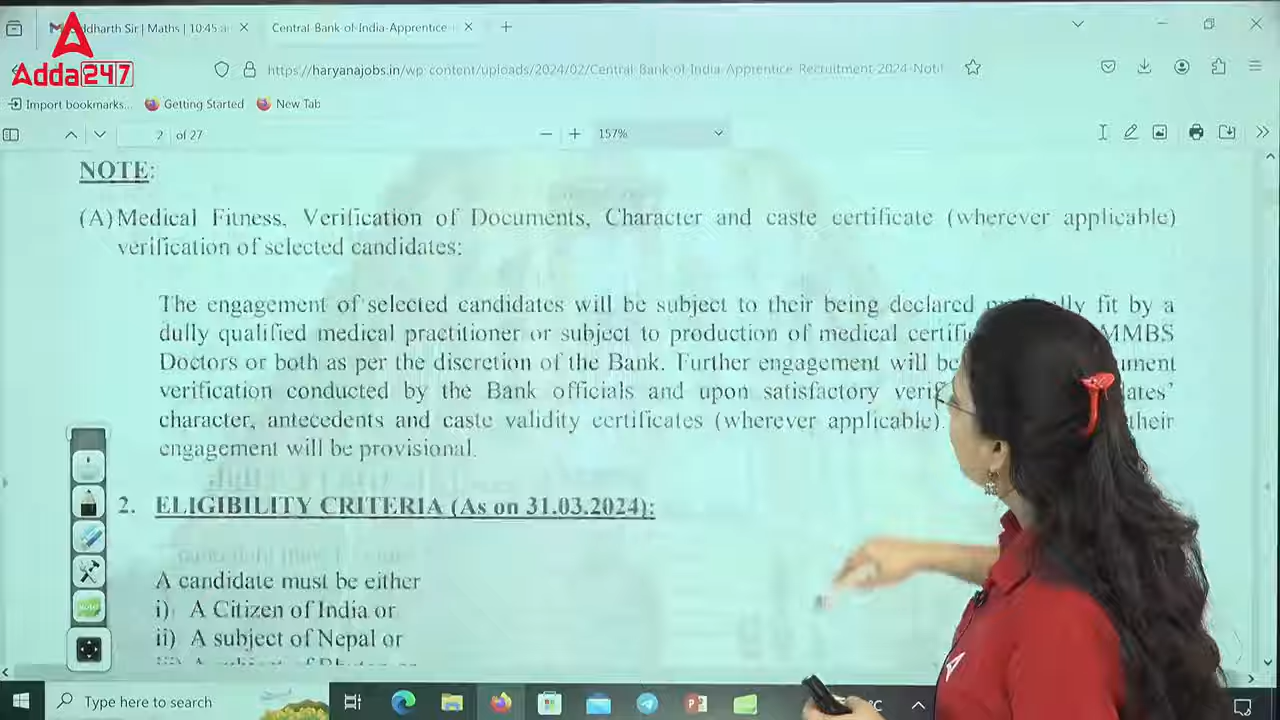 ddharth Sir | Maths | 10:45 a
Central-Bank-of-India-Apprentice
Adda247
https://haryanajobs.in/wp-content/uploads/2024/02/Central-Bank-of-India-Apprentice-Recruitment-2024-Notif
Import bookmarks...
Getting Started
New Tab
2 of 27
157%
NOTE:
(A) Medical Fitness, Verification of Documents, Character and caste certificate (wherever applicable)
verification of selected candidates:
The engagement of selected candidates will be subject to their being declared fit by a
dully qualified medical practitioner or subject to production of medical MMBS
Doctors or both as per the discretion of the Bank. Further engagement will be
verification conducted by the Bank officials and upon satisfactory
character, antecedents and caste validity certificates (wherever applicable). their
engagement will be provisional.
2. ELIGIBILITY CRITERIA (As on 31.03.2024):
A candidate must be either
i) A Citizen of India or
ii) A subject of Nepal or
Type here to search